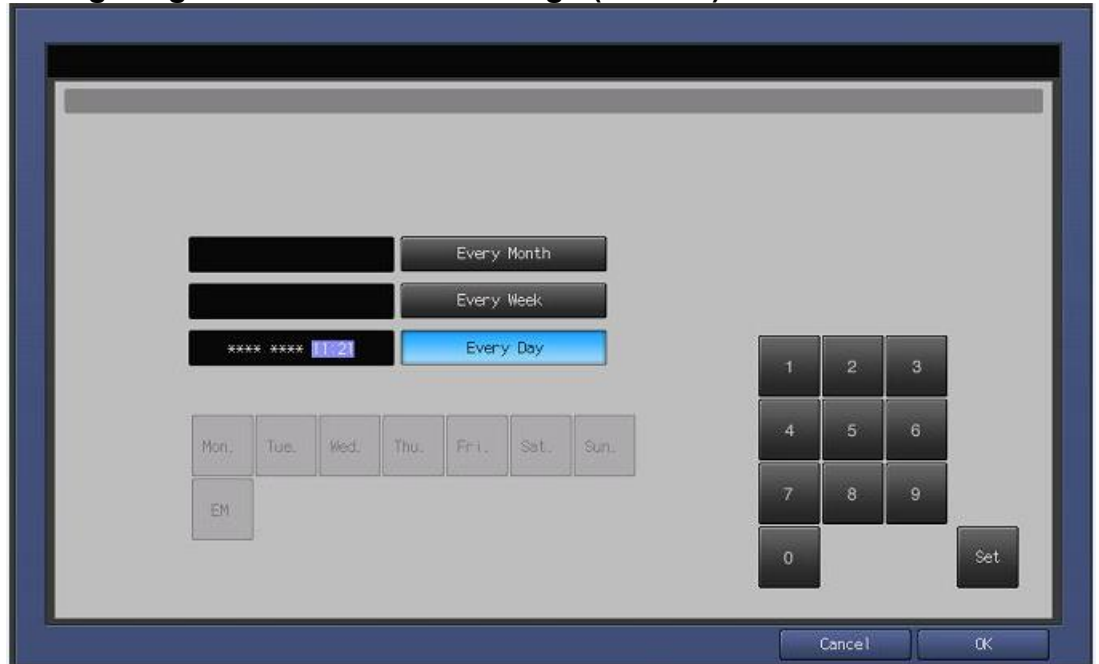 Every Month
Every Week
**** **** 11:21 Every Day
1 2 3
Mon. Tue. Wed. Thu. Fri. Sat. Sun. 4 5 6
EM 7 8 9
0 Set
Cancel OK